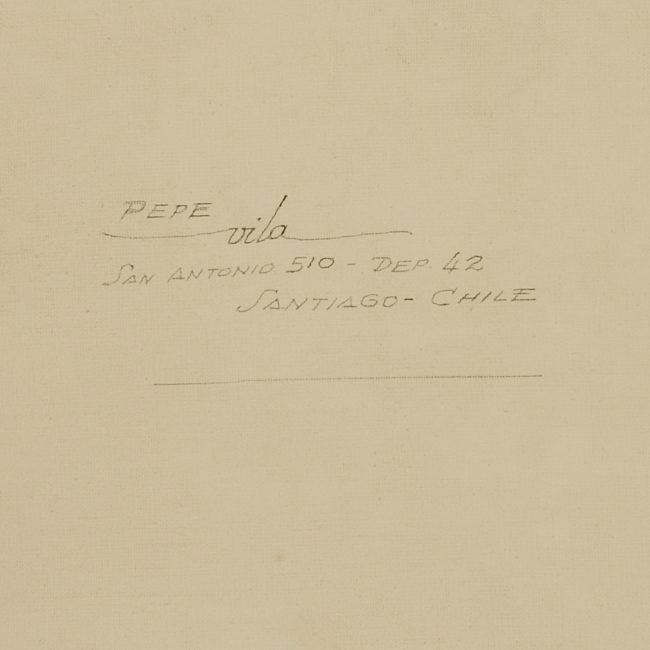 PEPE
vila
SAN ANTONIO 510 - DEP. 42
SANTIAGO - CHILE